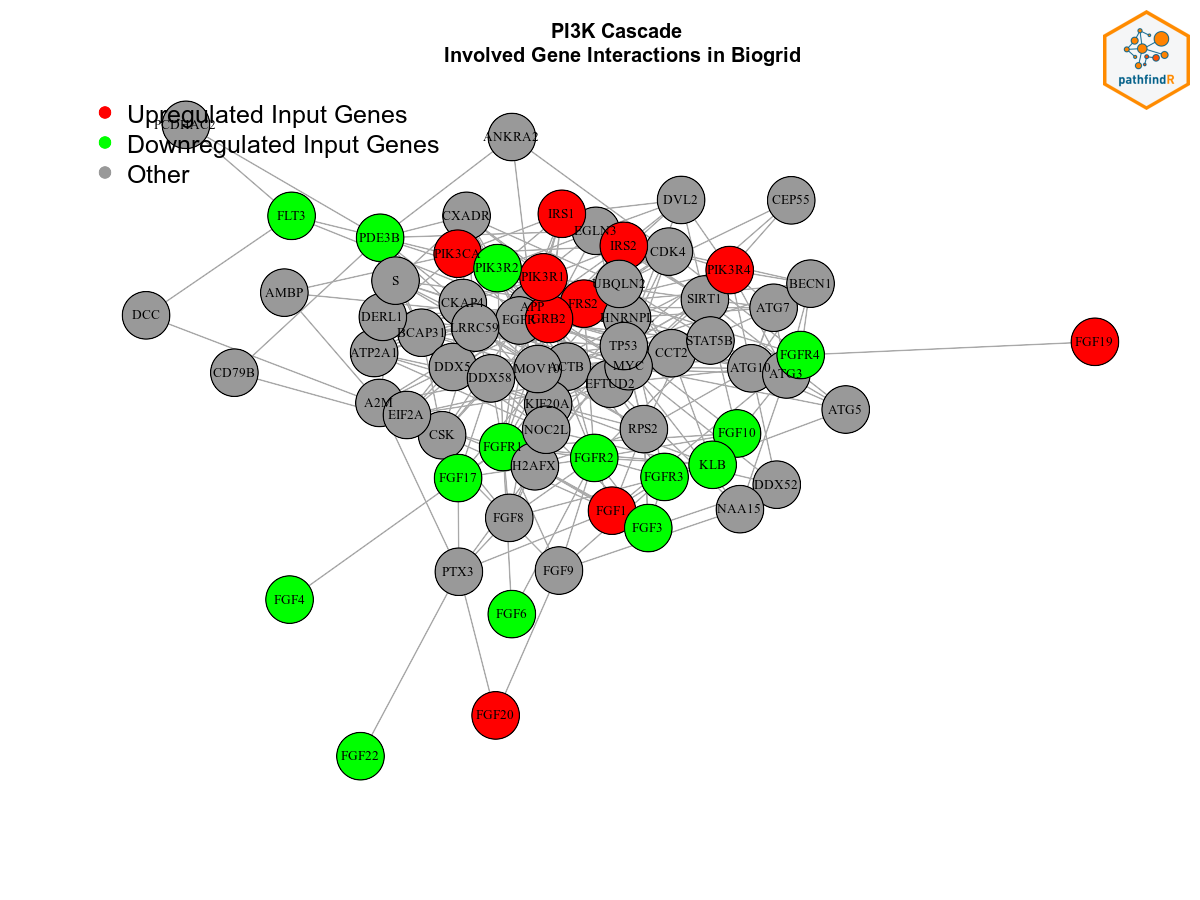 PI3K Cascade
Involved Gene Interactions in Biogrid
pathfindR
Upregulated Input Genes
PCDHAC2
ANKRA2
Downregulated Input Genes
Other
FLT3
PDE3B
CXADR
IRS1
DVL2
CEP55
EGLN3
IRS2
PIK3CA
PIK3R2
CDK4
PIK3R1
PIK3R4
S
UBQLN2
BECN1
AMBP
CKAP4
APP
FRS2
SIRT1
ATG7
DCC
DERL1
BCAP31
LRRC59
EGFR
GRB2
HNRNPL
ATP2A1
TP53
STAT5B
CCT2
FGFR4
FGF19
CD79B
DDX5
DDX58
MOV10
ACTB
MYC
EFTUD2
ATG10
ATG3
A2M
EIF2A
KIF20A
ATG5
CSK
NOC2L
RPS2
FGF10
FGFR1
FGFR2
H2AFX
KLB
FGF17
FGFR3
DDX52
FGF8
FGF1
FGF3
NAA15
PTX3
FGF9
FGF4
FGF6
FGF20
FGF22